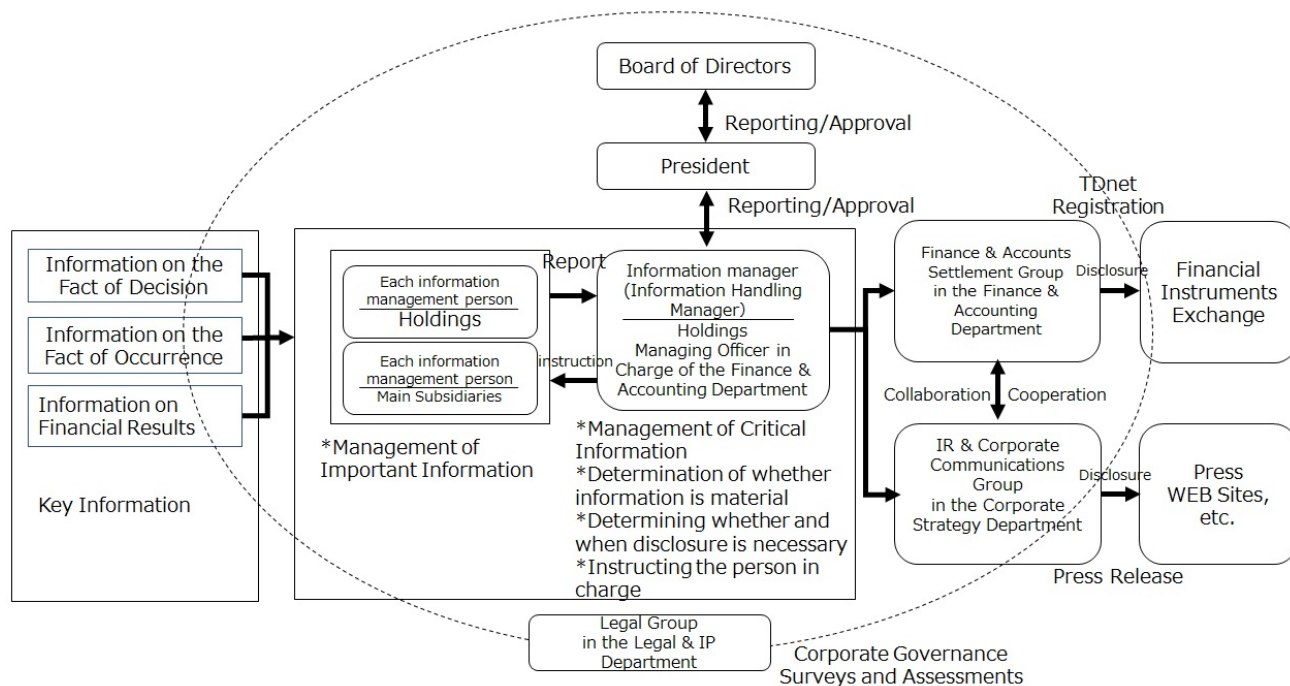 Board of Directors
Reporting/Approval
President
Reporting/Approval
TDnet
Registration
Information on the
Fact of Decision
Information on the
Fact of Occurrence
Information on
Financial Results
Key Information
Each information
management person
Holdings
Each information
management person
Main Subsidiaries
*Management of
Important Information
Report
instruction
Information manager
(Information Handling
Manager)
Holdings
Managing Officer in
Charge of the Finance &
Accounting Department
*Management of Critical
Information
*Determination of whether
information is material
*Determining whether and
when disclosure is necessary
*Instructing the person in
charge
Finance & Accounts
Settlement Group
in the Finance &
Accounting
Department
Disclosure
Financial
Instruments
Exchange
Collaboration
Cooperation
IR & Corporate
Communications
Group
in the Corporate
Strategy Department
Disclosure
Press
WEB Sites,
etc.
Press Release
Legal Group
in the Legal & IP
Department
Corporate Governance
Surveys and Assessments